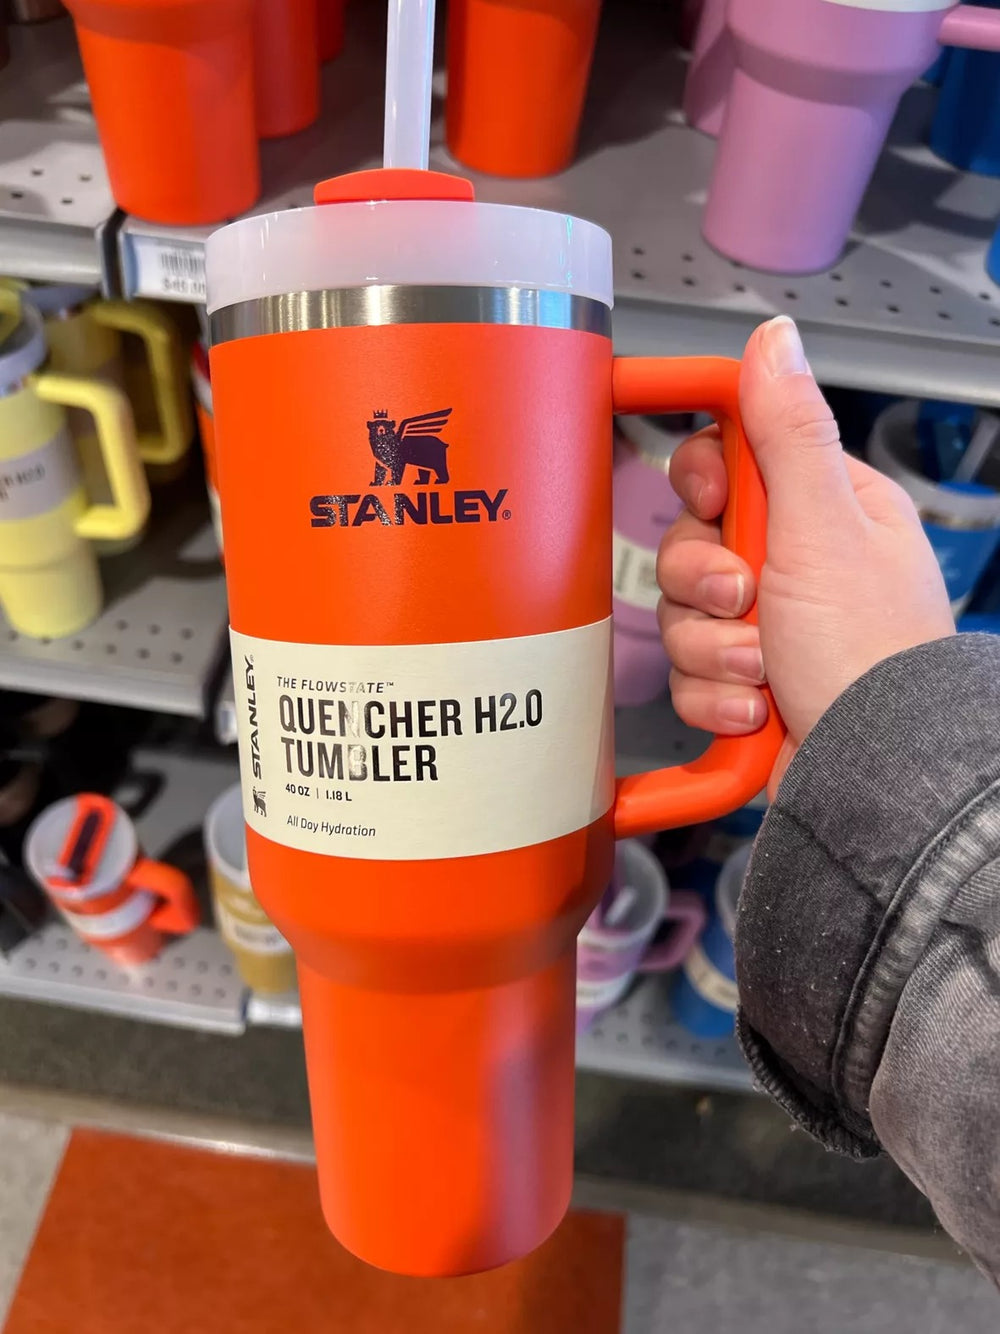 STANLEY®
STANLEY®
THE FLOWSTATE™
QUENCHER H2.0
TUMBLER
40 OZ | 1.18 L
All Day Hydration